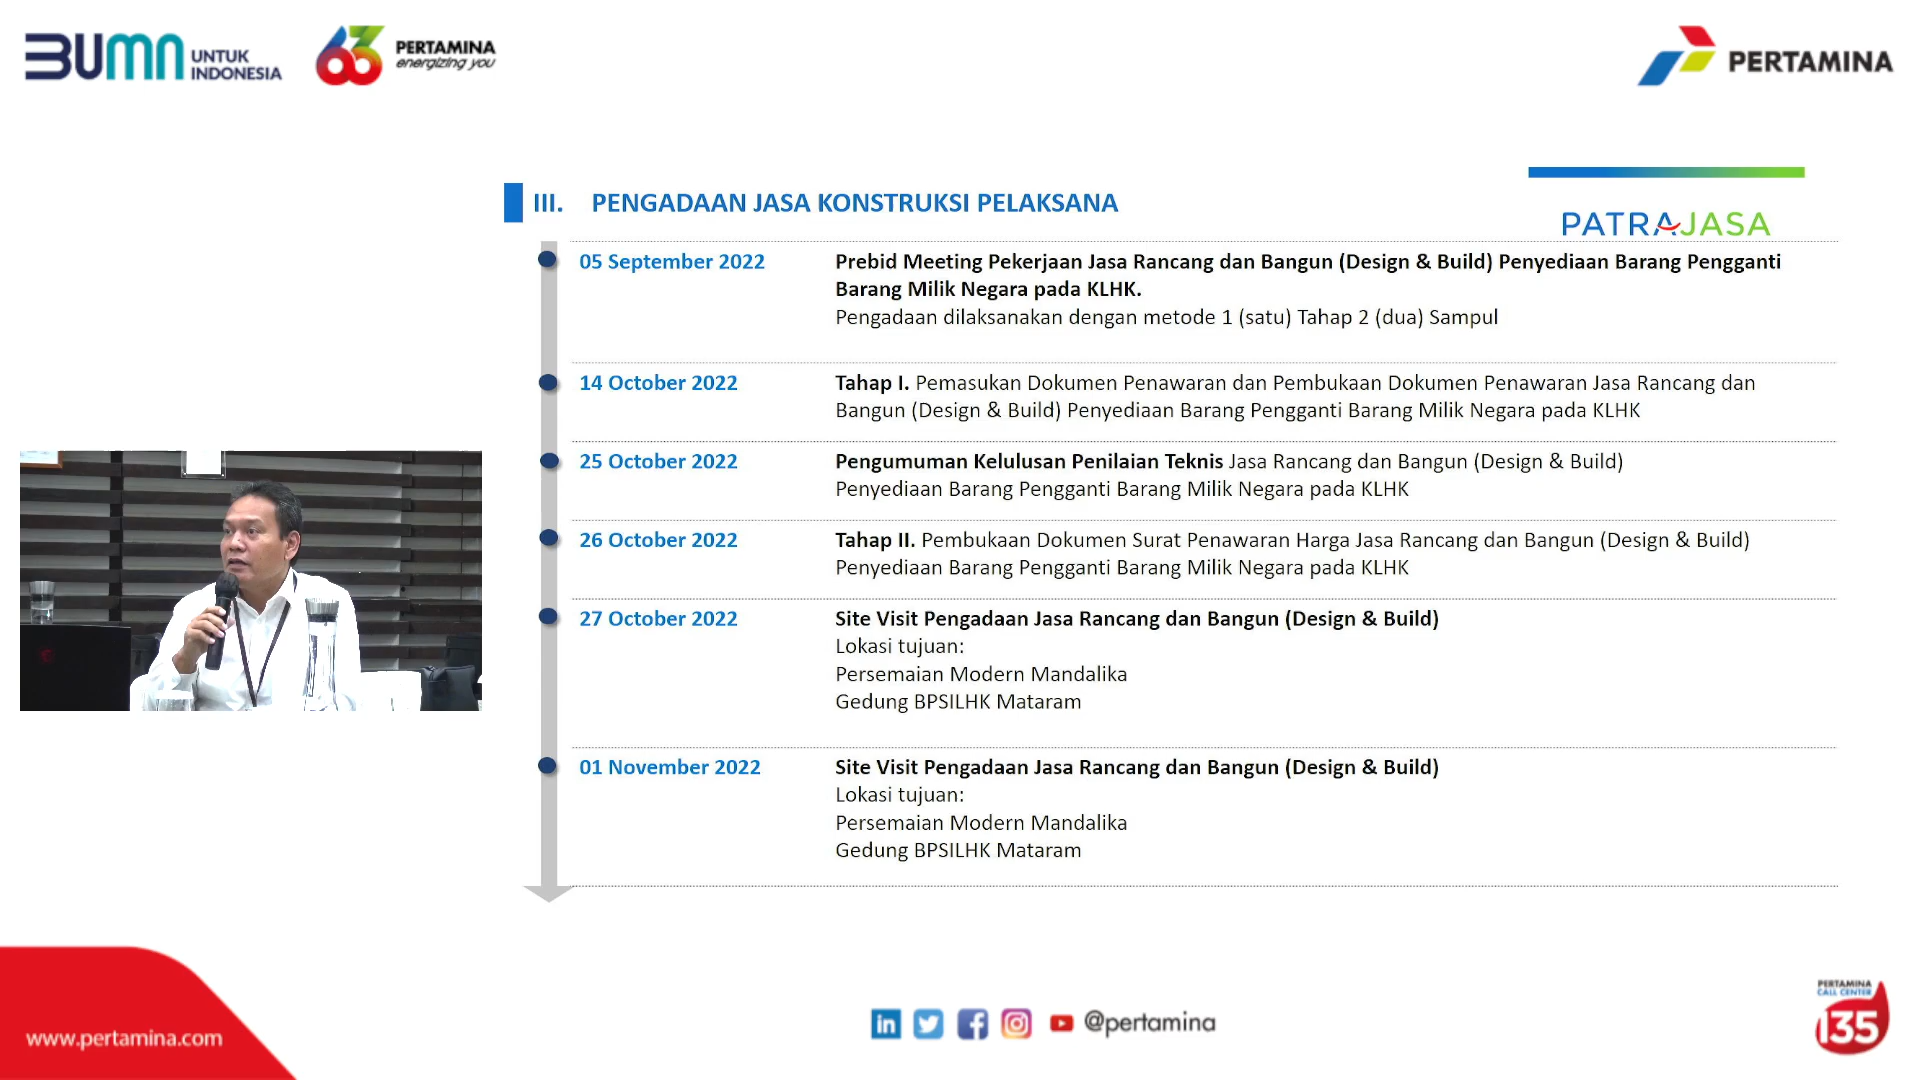 BUMN UNTUK
INDONESIA
63 PERTAMINA
energizing you
PERTAMINA
PATRAJASA
III. PENGADAAN JASA KONSTRUKSI PELAKSANA
05 September 2022 Prebid Meeting Pekerjaan Jasa Rancang dan Bangun (Design & Build) Penyediaan Barang Pengganti
Barang Milik Negara pada KLHK.
Pengadaan dilaksanakan dengan metode 1 (satu) Tahap 2 (dua) Sampul
14 October 2022 Tahap I. Pemasukan Dokumen Penawaran dan Pembukaan Dokumen Penawaran Jasa Rancang dan
Bangun (Design & Build) Penyediaan Barang Pengganti Barang Milik Negara pada KLHK
25 October 2022 Pengumuman Kelulusan Penilaian Teknis Jasa Rancang dan Bangun (Design & Build)
Penyediaan Barang Pengganti Barang Milik Negara pada KLHK
26 October 2022 Tahap II. Pembukaan Dokumen Surat Penawaran Harga Jasa Rancang dan Bangun (Design & Build)
Penyediaan Barang Pengganti Barang Milik Negara pada KLHK
27 October 2022 Site Visit Pengadaan Jasa Rancang dan Bangun (Design & Build)
Lokasi tujuan:
Persemaian Modern Mandalika
Gedung BPSILHK Mataram
01 November 2022 Site Visit Pengadaan Jasa Rancang dan Bangun (Design & Build)
Lokasi tujuan:
Persemaian Modern Mandalika
Gedung BPSILHK Mataram
www.pertamina.com
@pertamina
PERTAMINA
CALL CENTER
135